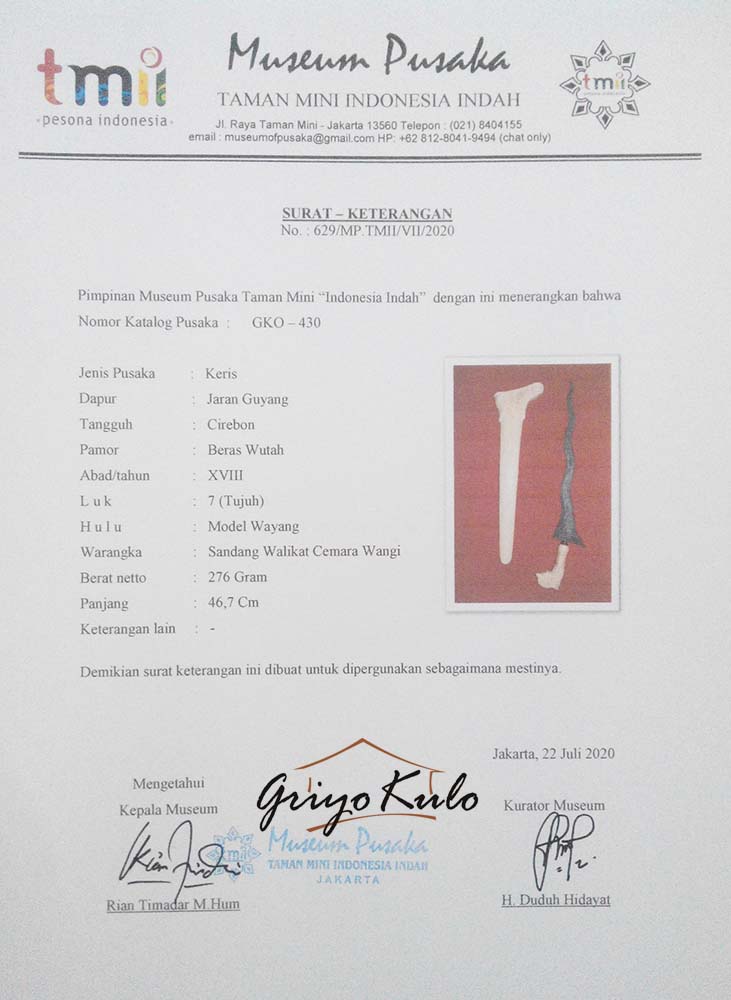 tmii
pesona indonesia
Museum Pusaka
TAMAN MINI INDONESIA INDAH
Jl. Raya Taman Mini - Jakarta 13560 Telepon : (021) 8404155
email : museumofpusaka@gmail.com HP: +62 812-8041-9494 (chat only)
tmii
SURAT – KETERANGAN
No. : 629/MP.TMII/VII/2020
Pimpinan Museum Pusaka Taman Mini “Indonesia Indah” dengan ini menerangkan bahwa
Nomor Katalog Pusaka : GKO – 430
Jenis Pusaka : Keris
Dapur : Jaran Guyang
Tangguh : Cirebon
Pamor : Beras Wutah
Abad/tahun : XVIII
L u k : 7 (Tujuh)
H u l u : Model Wayang
Warangka : Sandang Walikat Cemara Wangi
Berat netto : 276 Gram
Panjang : 46,7 Cm
Keterangan lain : -
Demikian surat keterangan ini dibuat untuk dipergunakan sebagaimana mestinya.
Jakarta, 22 Juli 2020
Mengetahui
Kepala Museum
Griyo Kulo
Kurator Museum
tmii
Museum Pusaka
TAMAN MINI INDONESIA INDAH
JAKARTA
Rian Timadar M.Hum
H. Duduh Hidayat